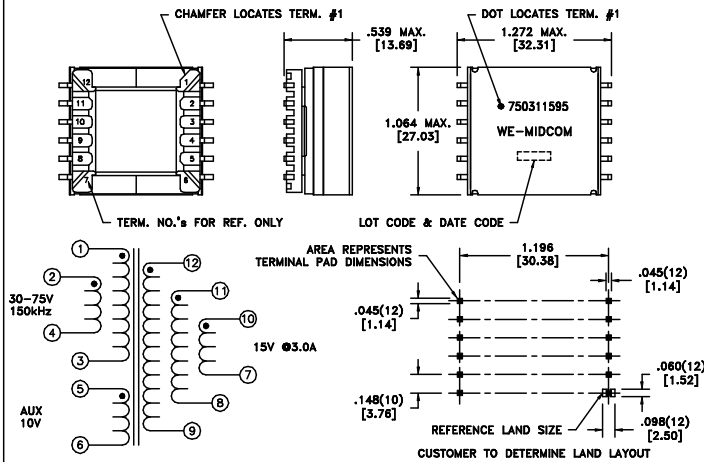 CHAMFER LOCATES TERM. #1
.539 MAX.
[13.69]
DOT LOCATES TERM. #1
1.272 MAX.
[32.31]
12
1
11
2
10
3
9
4
8
5
7
6
1.064 MAX.
[27.03]
750311595
WE-MIDCOM
TERM. NO.'s FOR REF. ONLY
LOT CODE & DATE CODE
1
2
30-75V
150kHz
4
3
5
AUX
10V
6
12
11
10
15V @3.0A
7
8
9
AREA REPRESENTS
TERMINAL PAD DIMENSIONS
1.196
[30.38]
.045(12)
[1.14]
.045(12)
[1.14]
.060(12)
[1.52]
.148(10)
[3.76]
.098(12)
[2.50]
REFERENCE LAND SIZE
CUSTOMER TO DETERMINE LAND LAYOUT